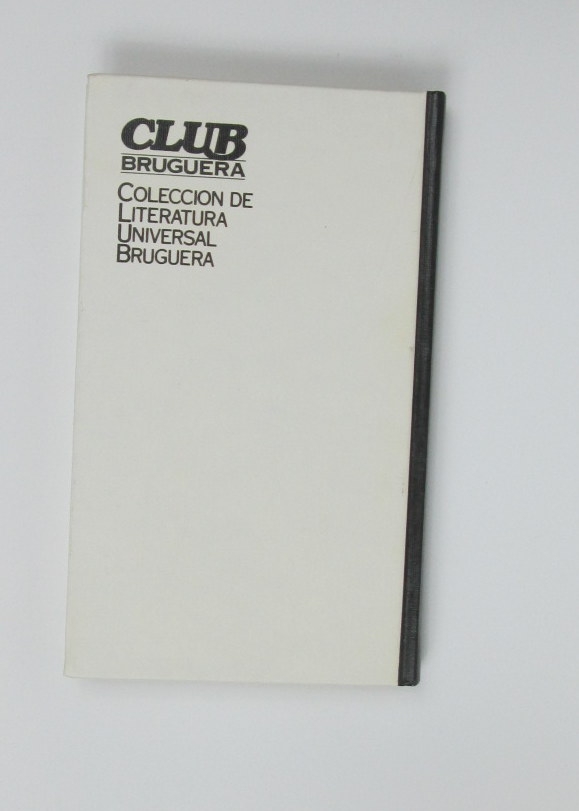 CLUB
BRUGUERA
COLECCION DE
LITERATURA
UNIVERSAL
BRUGUERA